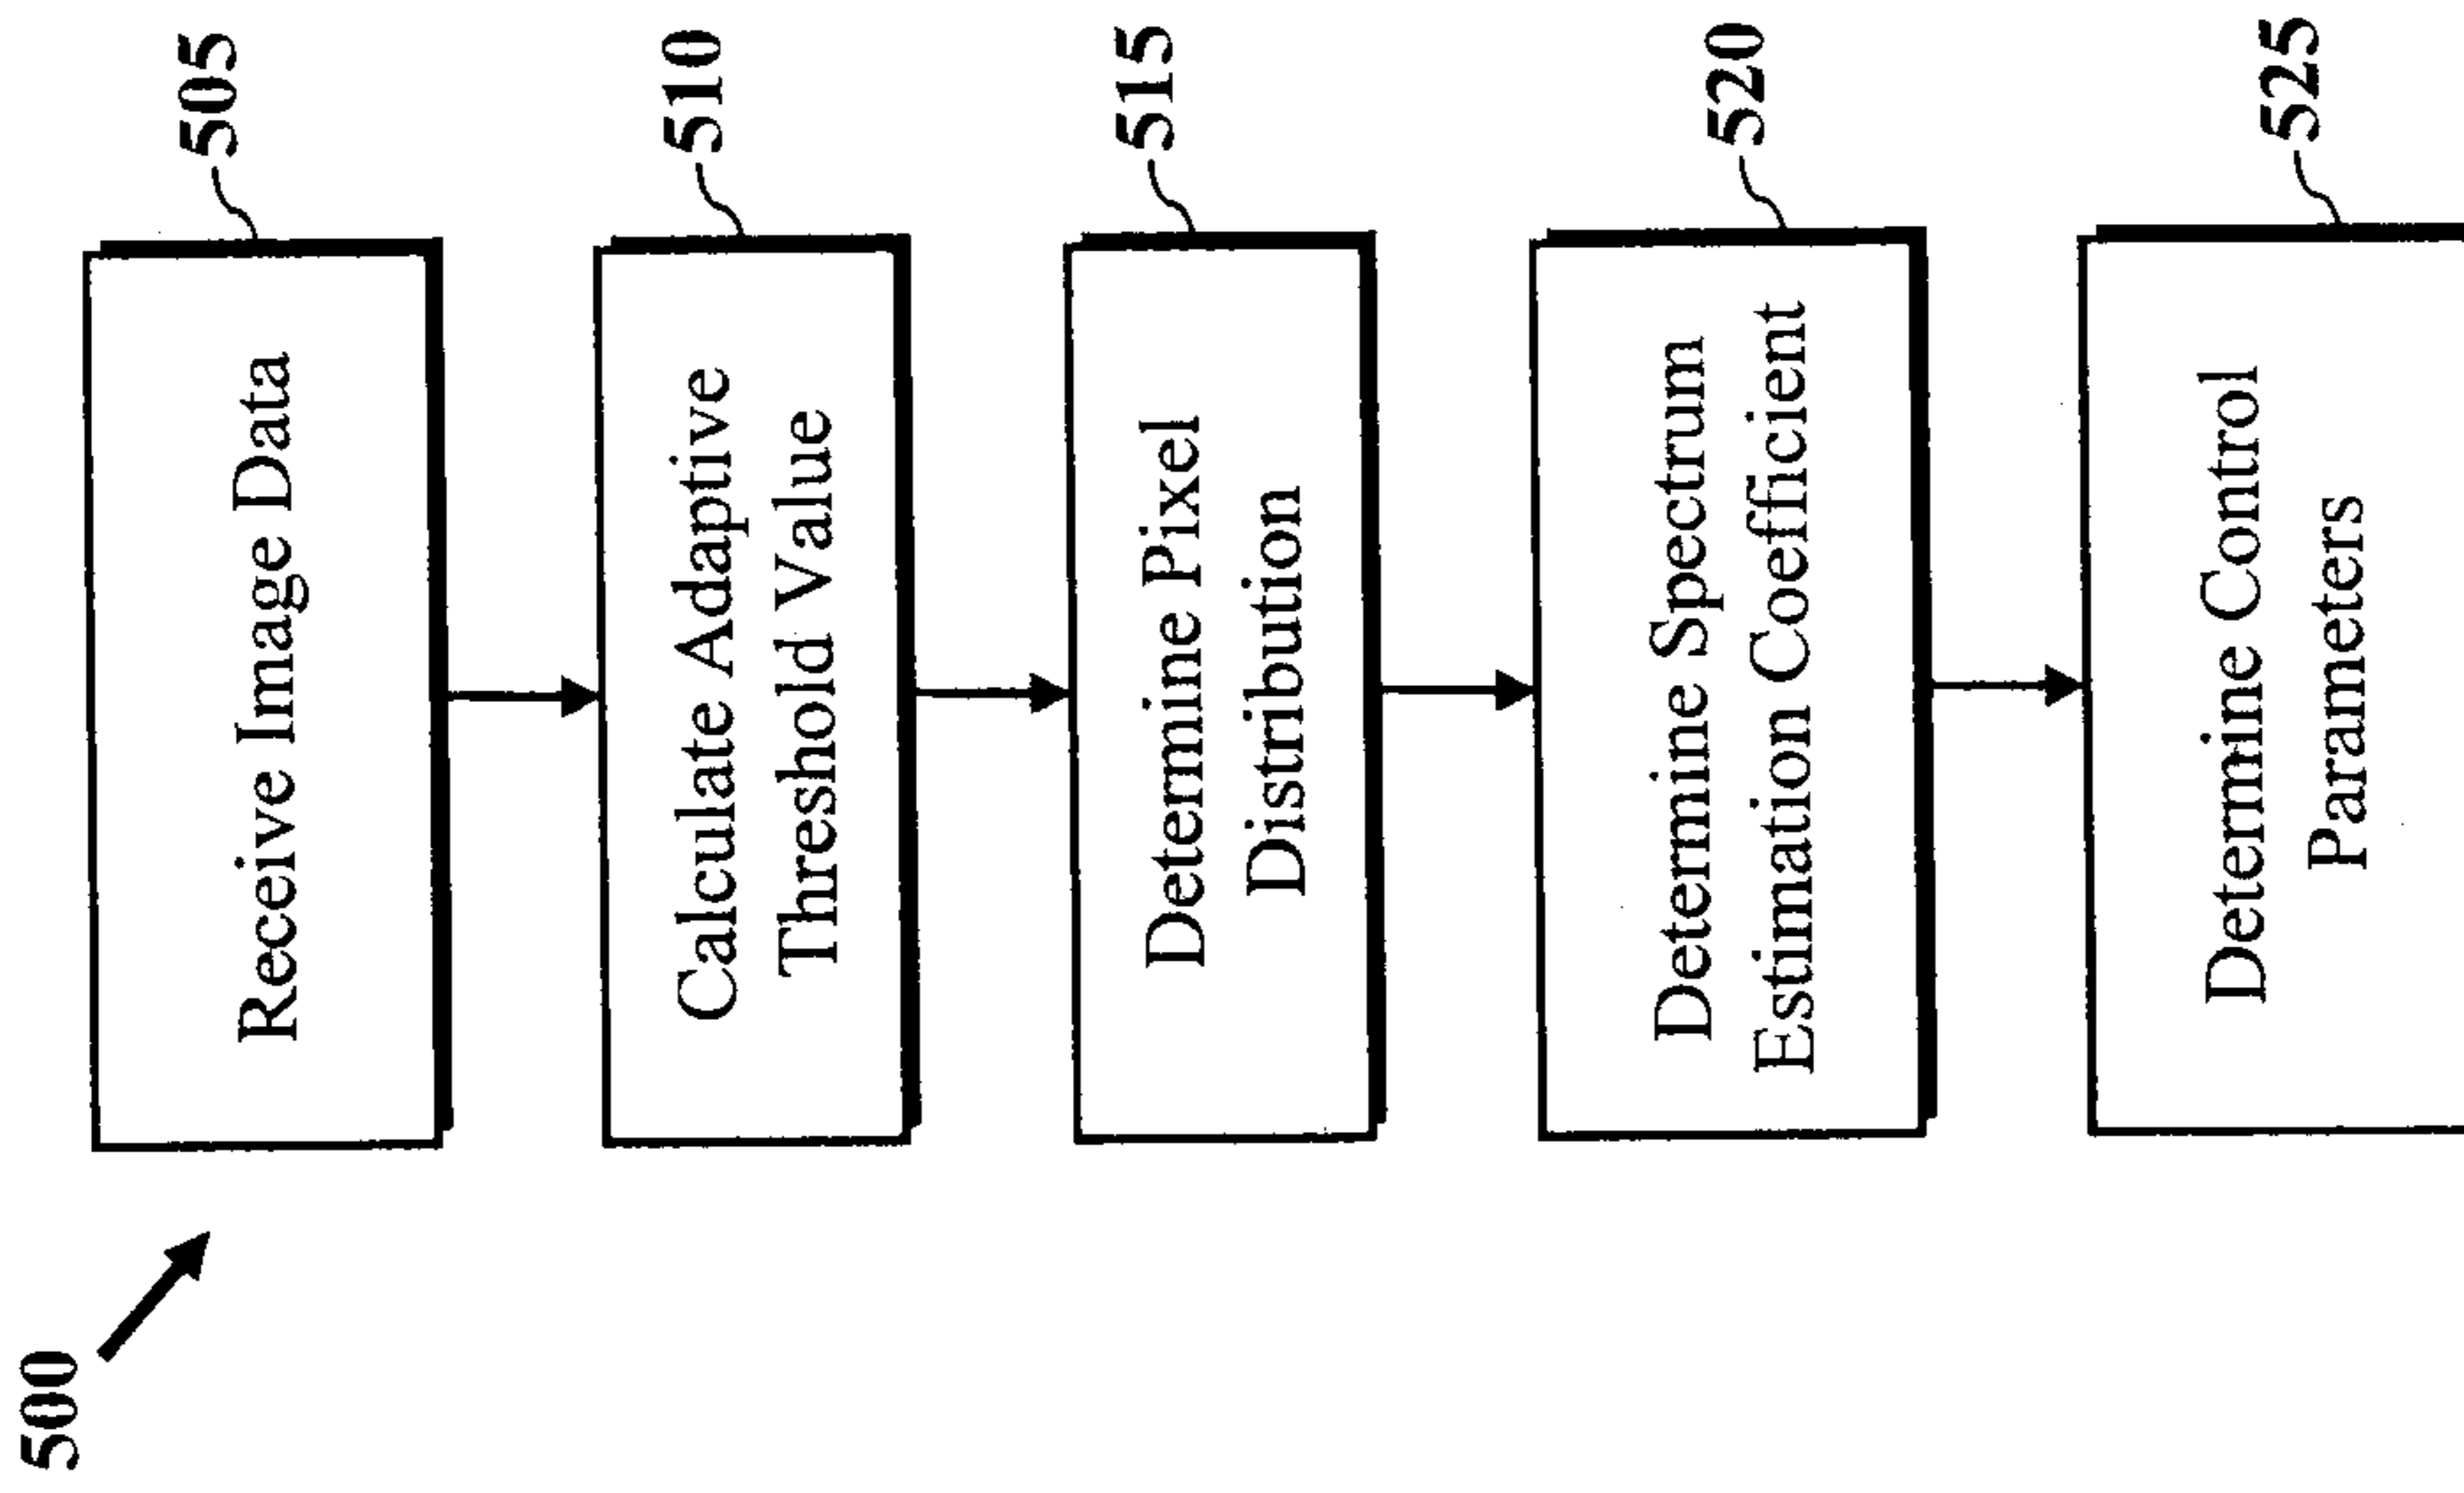 500
Receive Image Data
505
Calculate Adaptive
Threshold Value
510
Determine Pixel
Distribution
515
Determine Spectrum
Estimation Coefficient
520
Determine Control
Parameters
525